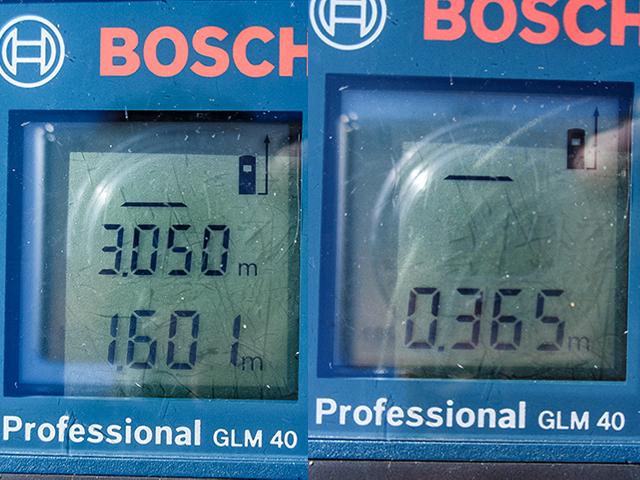 BOSCH
3.050 m
1.601 m
Professional GLM 40
BOSCH
0.365 m
Professional GLM 40